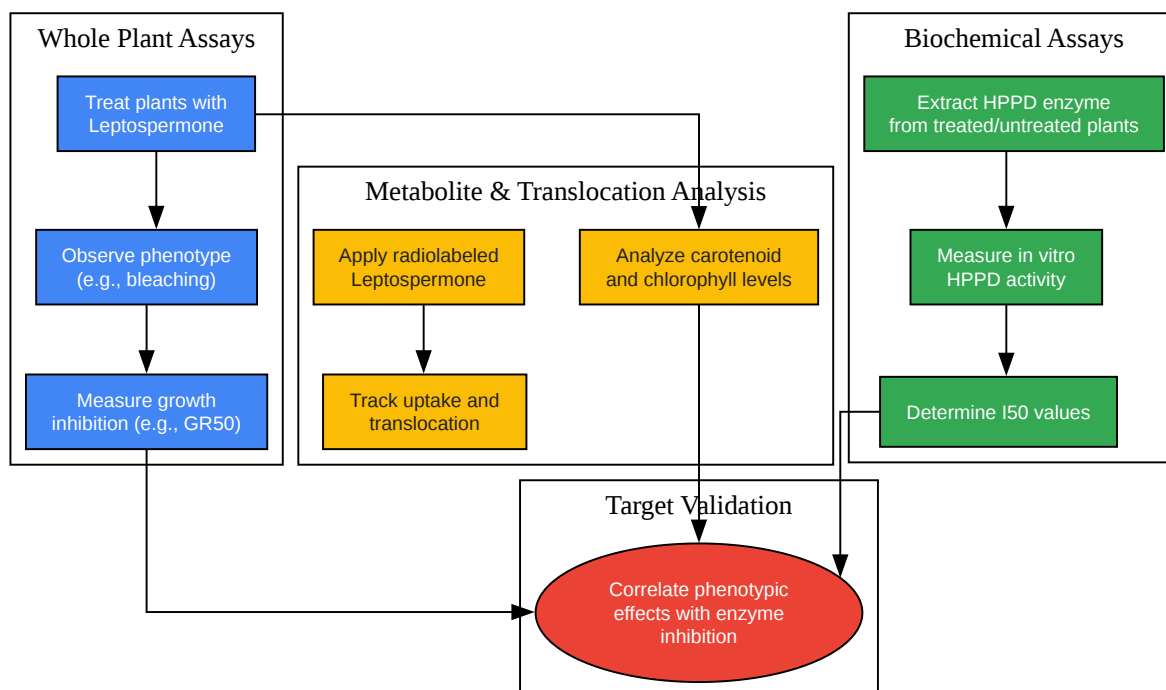 Whole Plant Assays
Treat plants with
Leptospermone
Observe phenotype
(e.g., bleaching)
Measure growth
inhibition (e.g., GR50)
Metabolite & Translocation Analysis
Apply radiolabeled
Leptospermone
Track uptake and
translocation
Analyze carotenoid
and chlorophyll levels
Biochemical Assays
Extract HPPD enzyme
from treated/untreated plants
Measure in vitro
HPPD activity
Determine I50 values
Target Validation
Correlate phenotypic
effects with enzyme
inhibition